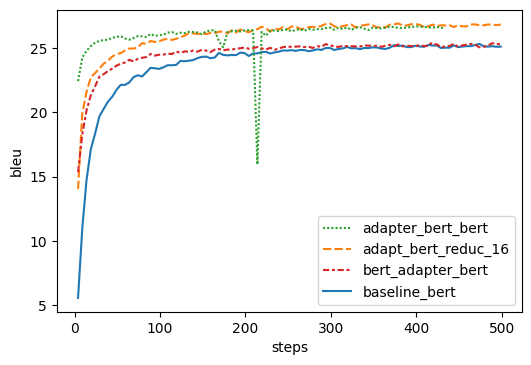 25
20
15
10
5
bleu
0
100
200
300
400
500
steps
adapter_bert_bert
adapt_bert_reduc_16
bert_adapter_bert
baseline_bert